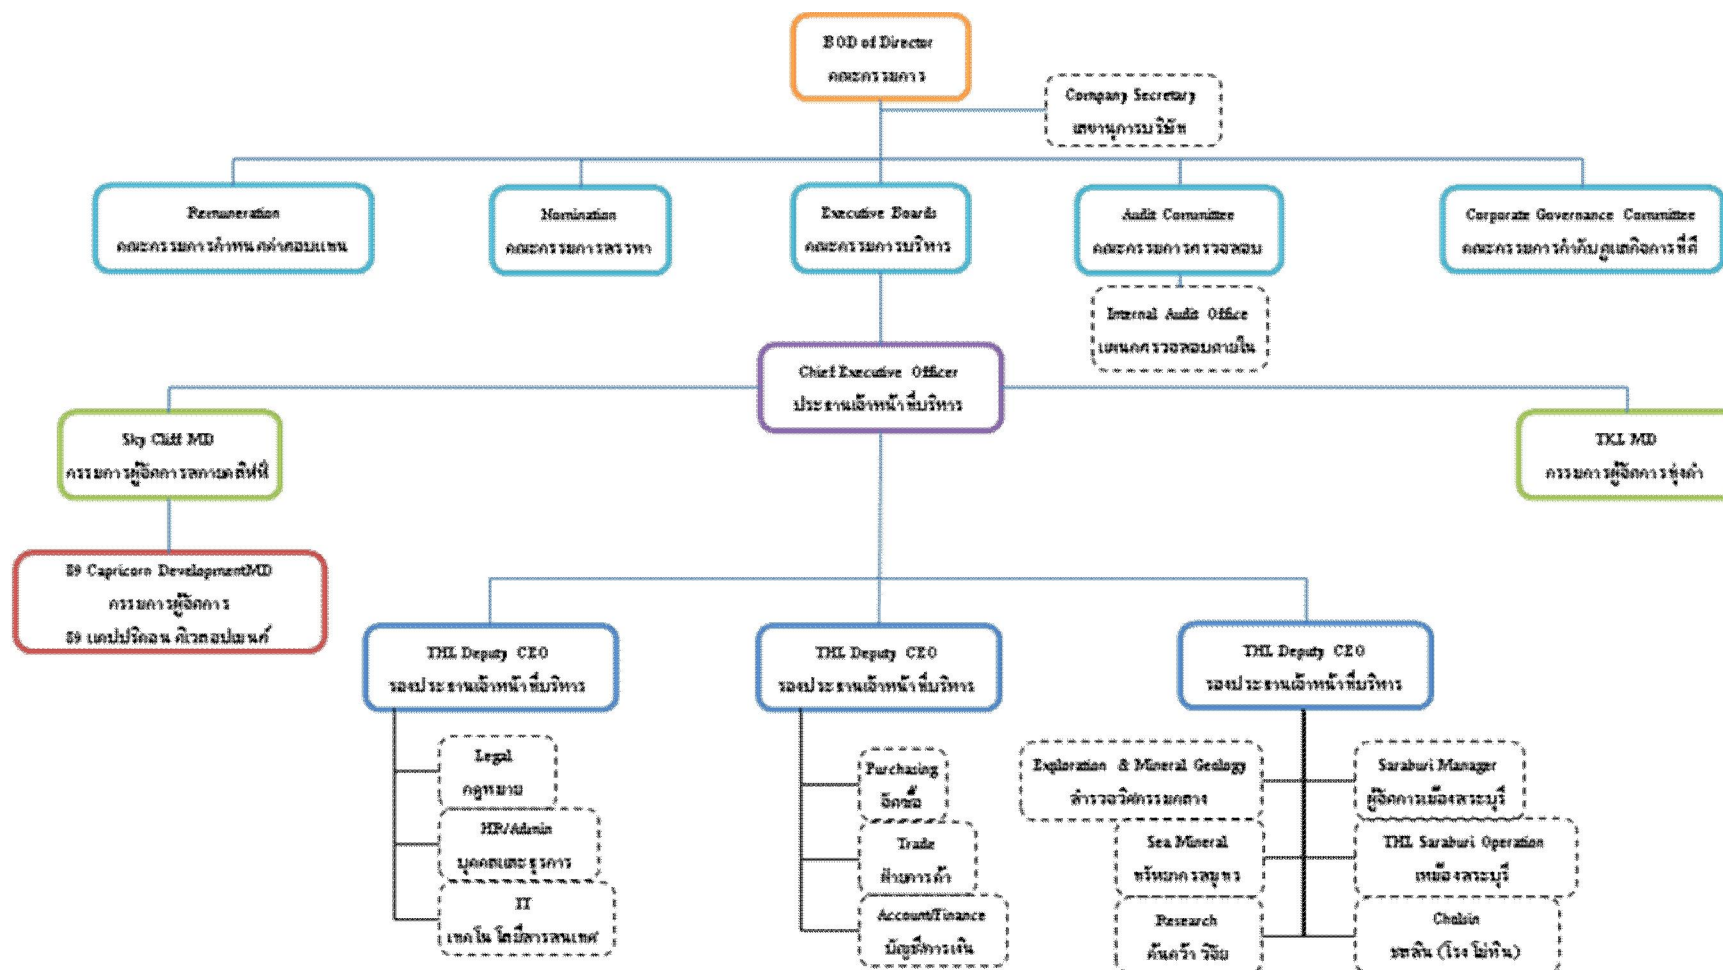 BOD of Director
คณะกรรมการ
Company Secretary
เลขานุการบริษัท
Remuneration
คณะกรรมการกำหนดค่าตอบแทน
Nomination
คณะกรรมการสรรหา
Executive Boards
คณะกรรมการบริหาร
Audit Committee
คณะกรรมการตรวจสอบ
Corporate Governance Committee
คณะกรรมการกำกับดูแลกิจการที่ดี
Internal Audit Office
แผนกตรวจสอบภายใน
Chief Executive Officer
ประธานเจ้าหน้าที่บริหาร
Sky Cliff MD
กรรมการผู้จัดการสกายคลิฟฟ์
TKL MD
กรรมการผู้จัดการทุ่งคำ
S9 Capricorn DevelopmentMD
กรรมการผู้จัดการ
S9 แคปปริคอน ดีเวลอปเมนท์
THL Deputy CEO
รองประธานเจ้าหน้าที่บริหาร
THL Deputy CEO
รองประธานเจ้าหน้าที่บริหาร
THL Deputy CEO
รองประธานเจ้าหน้าที่บริหาร
Legal
กฎหมาย
HR/Admin
บุคคลและธุรการ
IT
เทคโนโลยีสารสนเทศ
Purchasing
จัดซื้อ
Trade
ฝ่ายการค้า
Account/Finance
บัญชีการเงิน
Exploration & Mineral Geology
สำรวจวิศกรรมกลาง
Sea Mineral
ทรัพยากรสมุทร
Research
ค้นคว้า วิจัย
Saraburi Manager
ผู้จัดการเมืองสระบุรี
THL Saraburi Operation
เหมืองสระบุรี
Cholsin
ชลสิน (โรงโม่หิน)